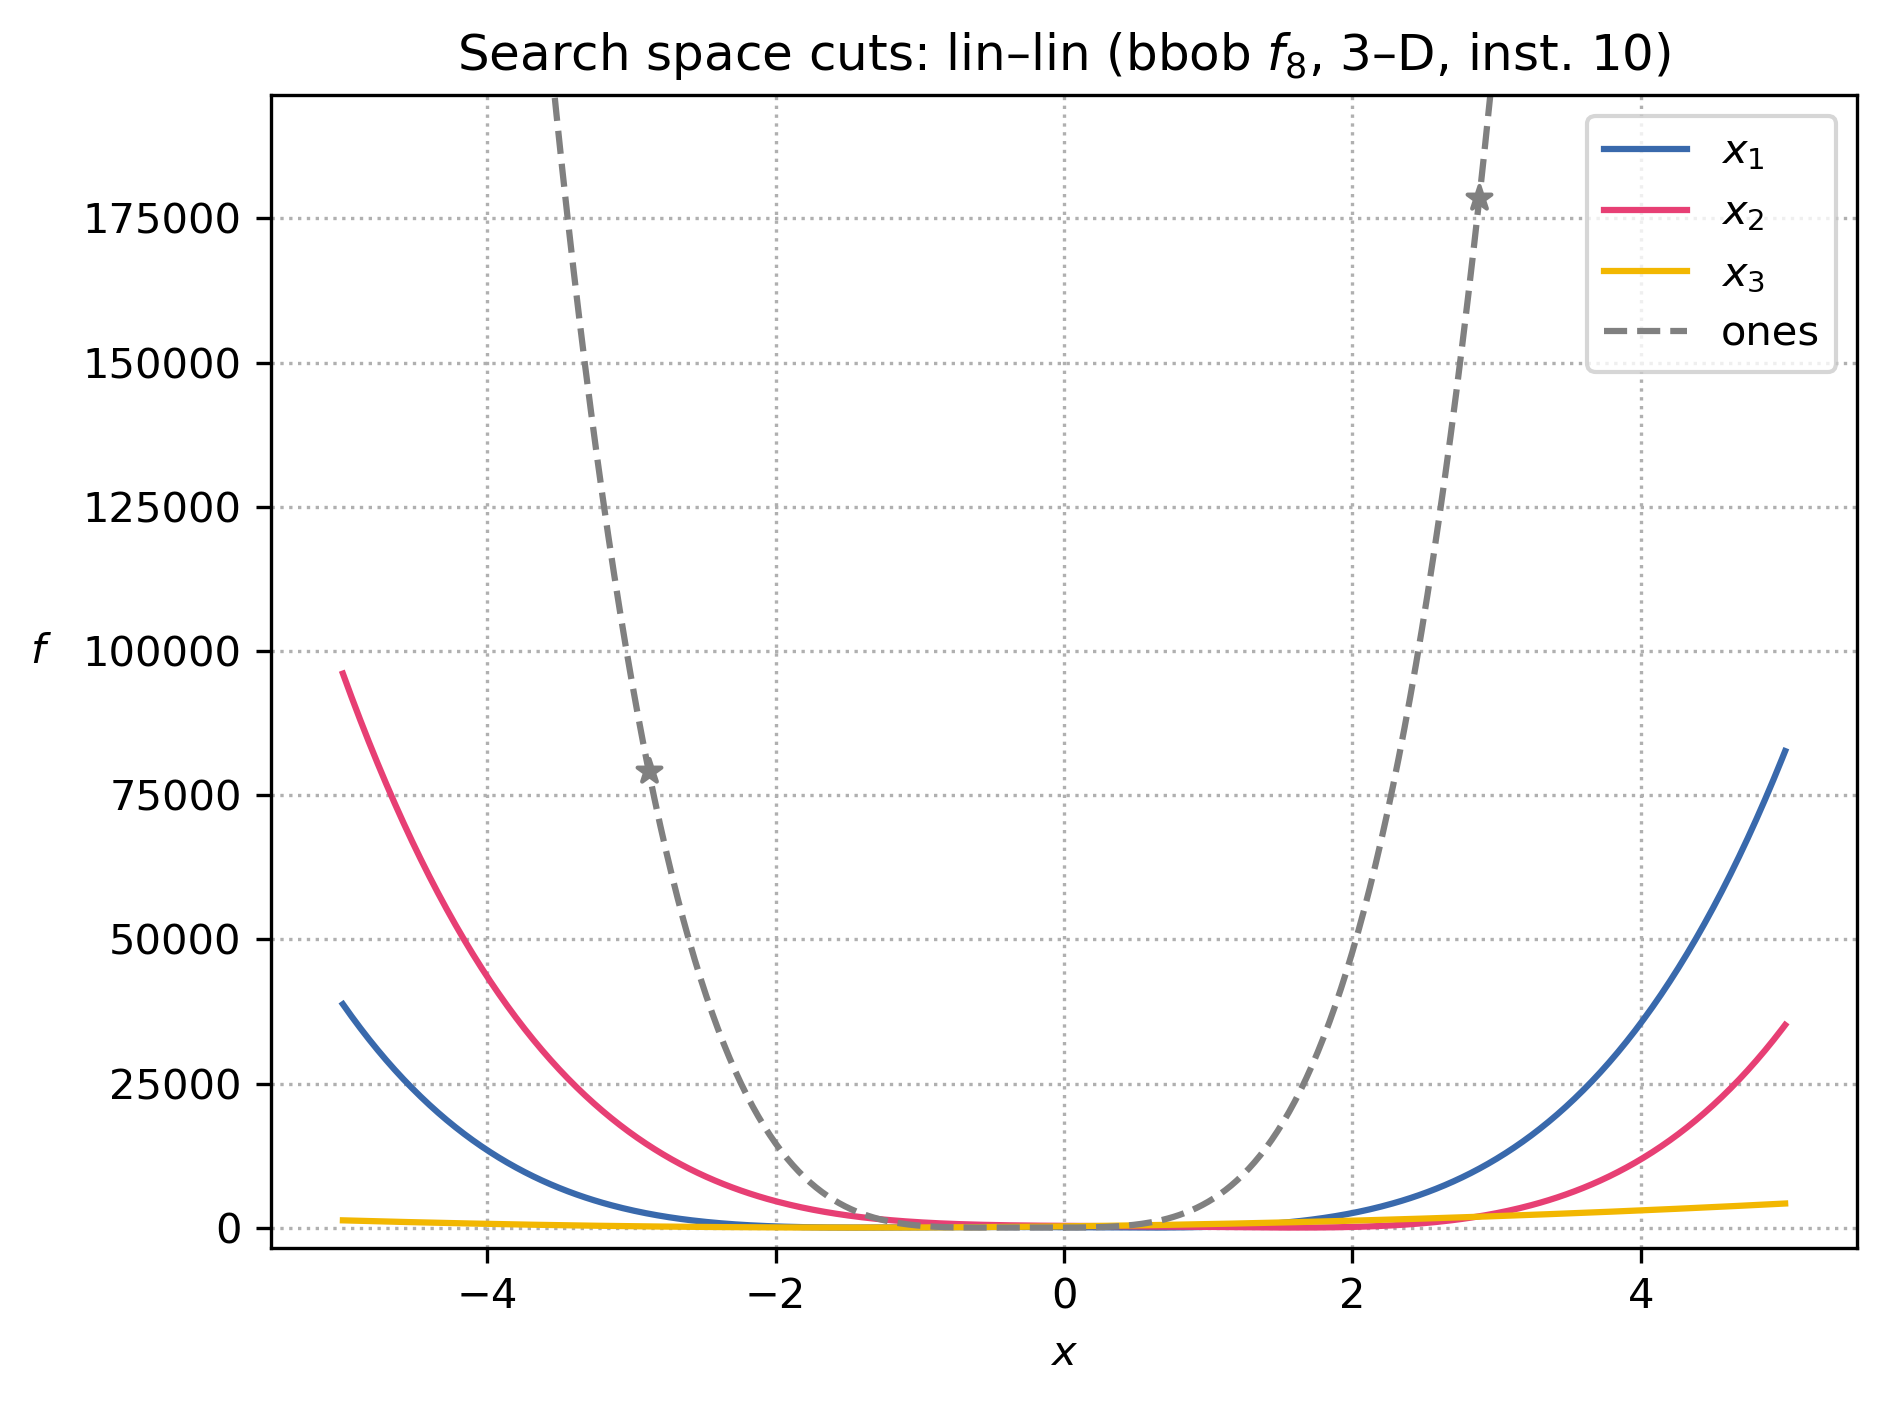 Search space cuts: lin–lin (bbob f₈, 3–D, inst. 10)
x₁
x₂
x₃
ones
175000
150000
125000
100000
75000
50000
25000
0
f
−4
−2
0
2
4
x